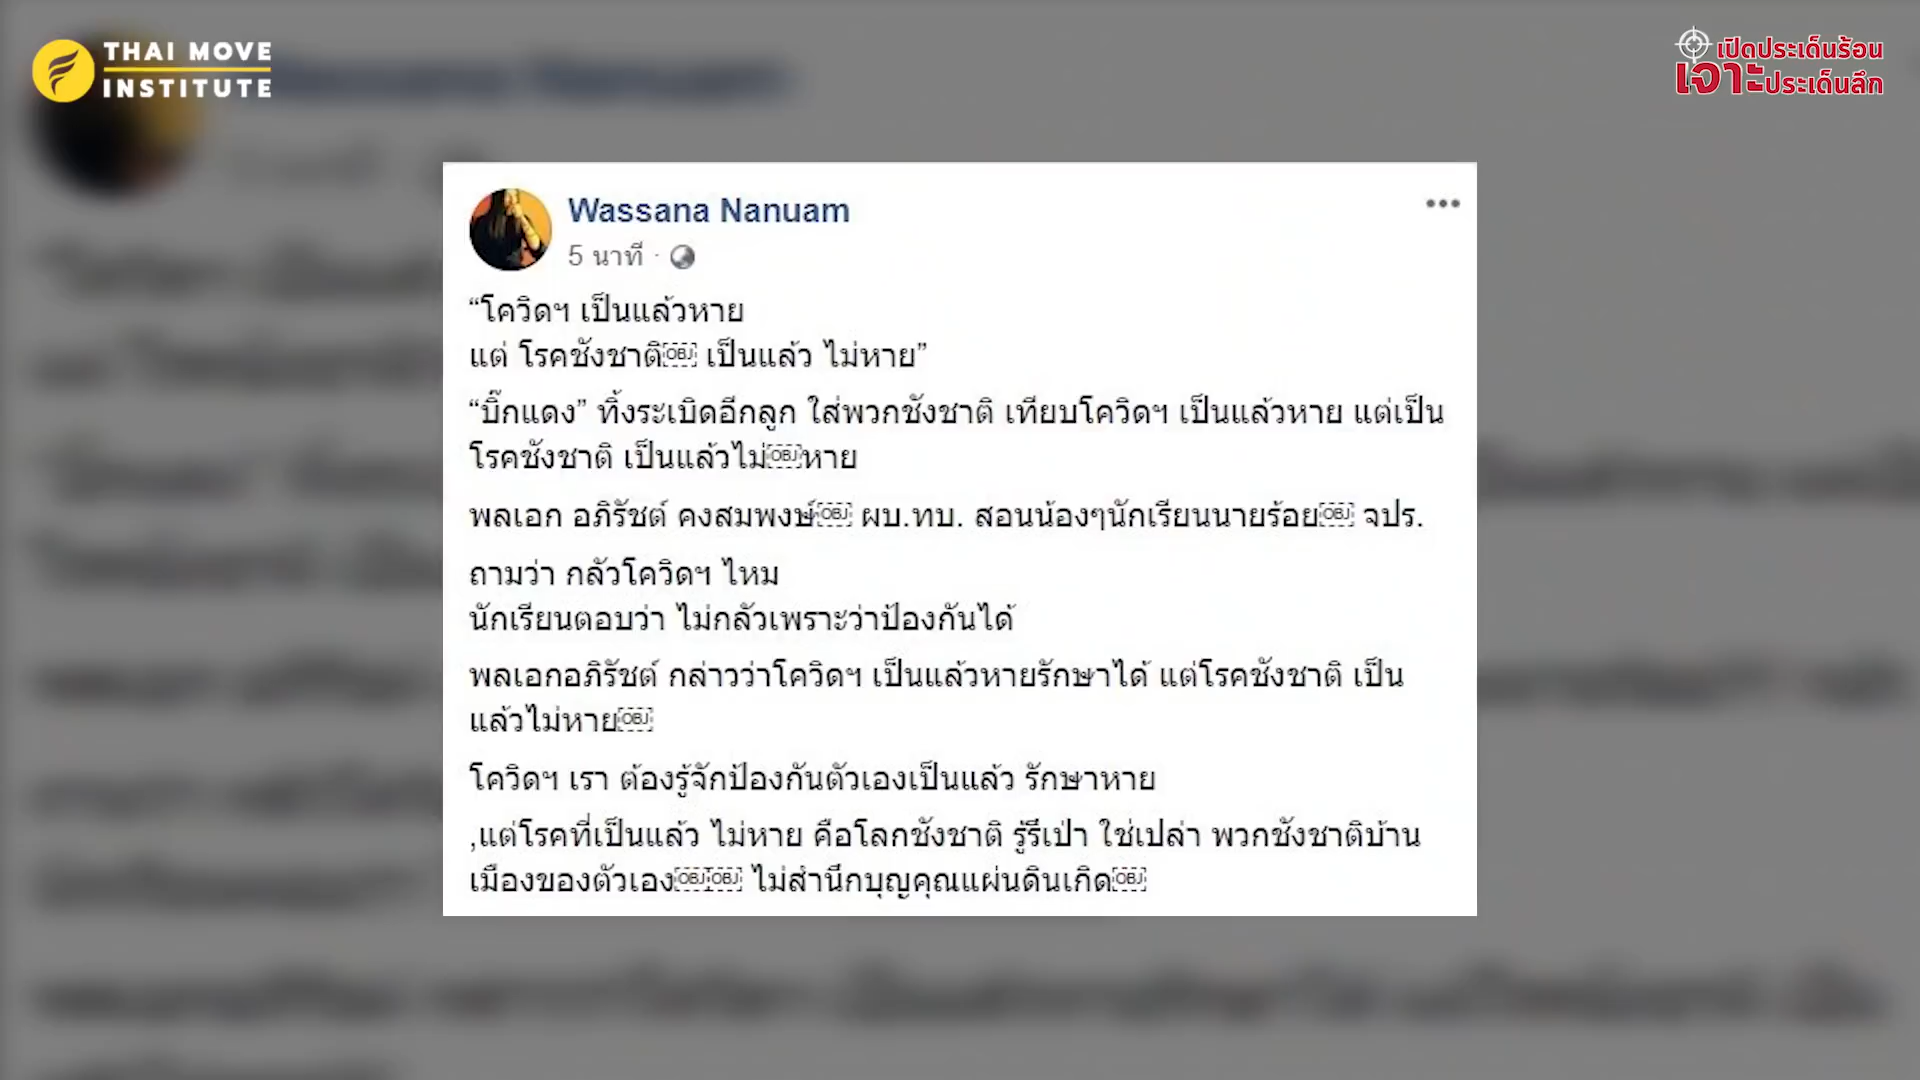 THAI MOVE
INSTITUTE
เปิดประเด็นร้อน
เจาะประเด็นลึก
Wassana Nanuam
5 นาที ·
“โควิดฯ เป็นแล้วหาย
แต่ โรคชังชาติ￼ เป็นแล้ว ไม่หาย”
“บิ๊กแดง” ทิ้งระเบิดอีกลูก ใส่พวกชังชาติ เทียบโควิดฯ เป็นแล้วหาย แต่เป็น
โรคชังชาติ เป็นแล้วไม่￼หาย
พลเอก อภิรัชต์ คงสมพงษ์￼ ผบ.ทบ. สอนน้องๆนักเรียนนายร้อย￼ จปร.
ถามว่า กลัวโควิดฯ ไหม
นักเรียนตอบว่า ไม่กลัวเพราะว่าป้องกันได้
พลเอกอภิรัชต์ กล่าวว่าโควิดฯ เป็นแล้วหายรักษาได้ แต่โรคชังชาติ เป็น
แล้วไม่หาย￼
โควิดฯ เรา ต้องรู้จักป้องกันตัวเองเป็นแล้ว รักษาหาย
,แต่โรคที่เป็นแล้ว ไม่หาย คือโลกชังชาติ รู้รึเป่า ใช่เปล่า พวกชังชาติบ้าน
เมืองของตัวเอง￼￼ ไม่สำนึกบุญคุณแผ่นดินเกิด￼